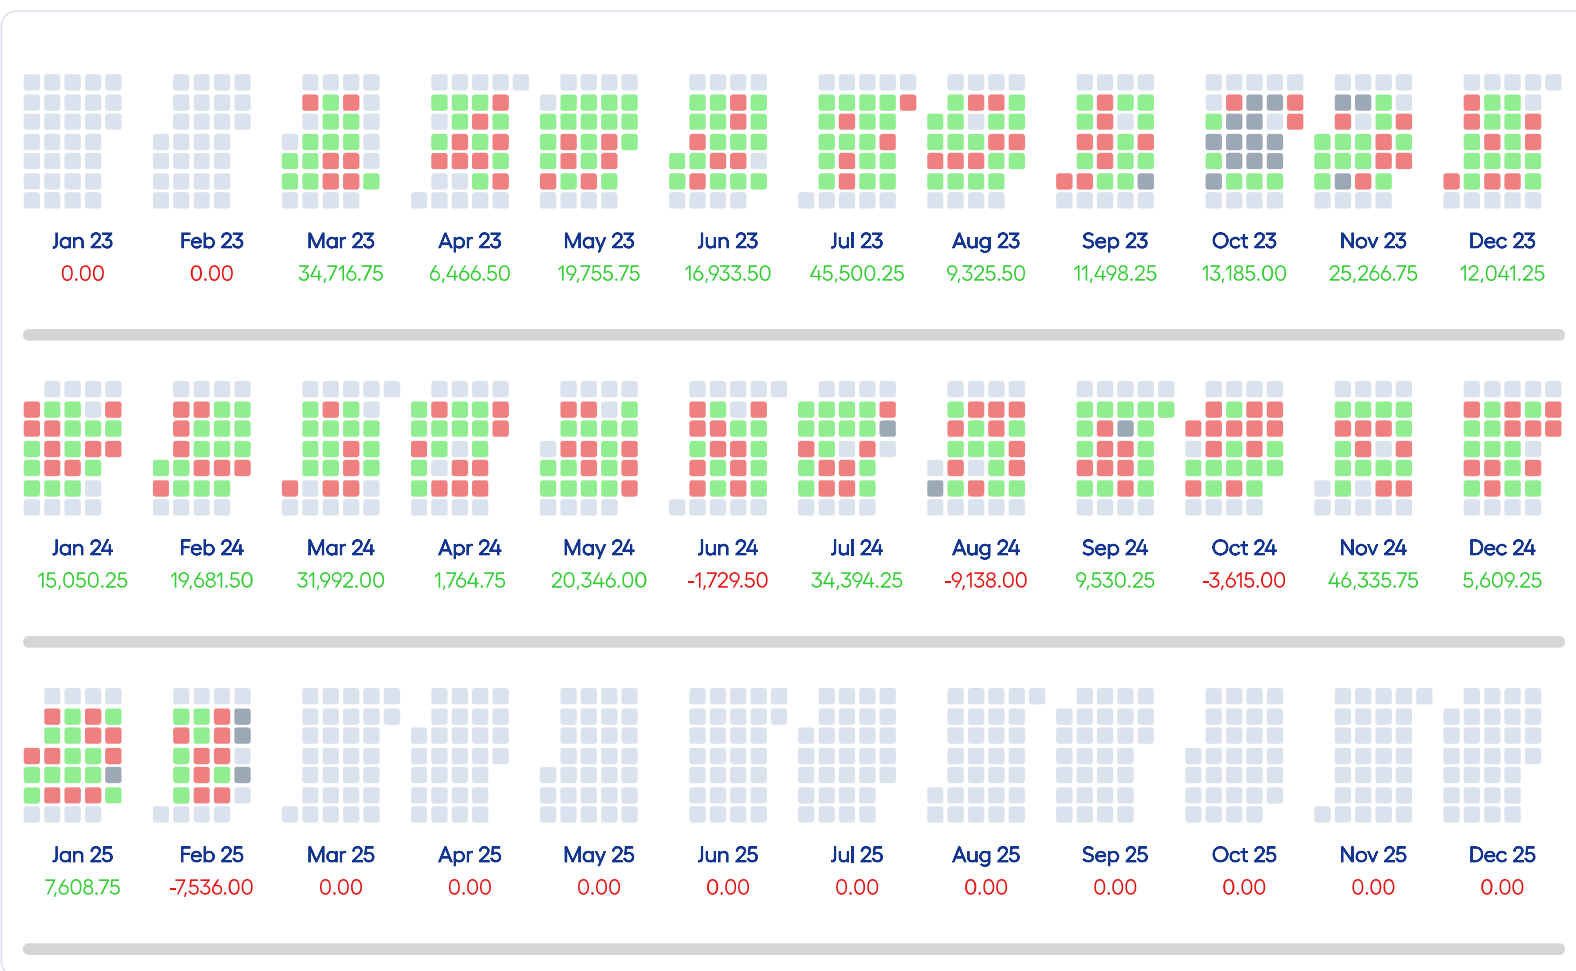 Jan 23 Feb 23 Mar 23 Apr 23 May 23 Jun 23 Jul 23 Aug 23 Sep 23 Oct 23 Nov 23 Dec 23
0.00 0.00 34,716.75 6,466.50 19,755.75 16,933.50 45,500.25 9,325.50 11,498.25 13,185.00 25,266.75 12,041.25
Jan 24 Feb 24 Mar 24 Apr 24 May 24 Jun 24 Jul 24 Aug 24 Sep 24 Oct 24 Nov 24 Dec 24
15,050.25 19,681.50 31,992.00 1,764.75 20,346.00 -1,729.50 34,394.25 -9,138.00 9,530.25 -3,615.00 46,335.75 5,609.25
Jan 25 Feb 25 Mar 25 Apr 25 May 25 Jun 25 Jul 25 Aug 25 Sep 25 Oct 25 Nov 25 Dec 25
7,608.75 -7,536.00 0.00 0.00 0.00 0.00 0.00 0.00 0.00 0.00 0.00 0.00